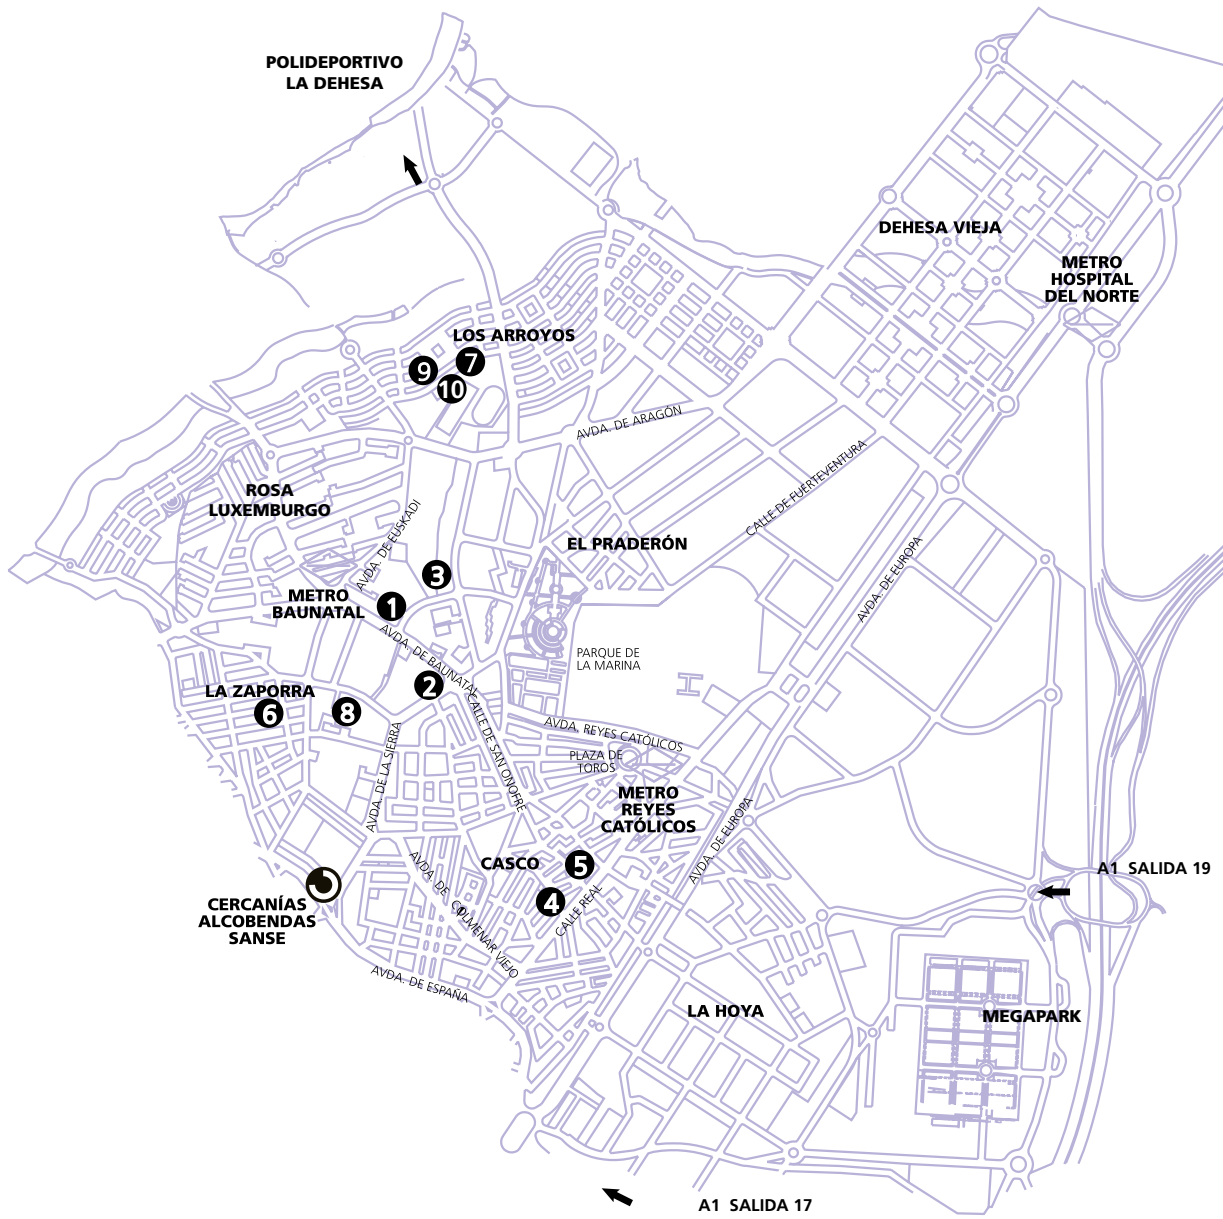 POLIDEPORTIVO
LA DEHESA
DEHESA VIEJA
METRO
HOSPITAL
DEL NORTE
LOS ARROYOS
9
7
10
AVDA. DE ARAGÓN
CALLE DE FUERTEVENTURA
ROSA
LUXEMBURGO
AVDA. DE EUSKADI
EL PRADERÓN
AVDA. DE EUROPA
3
METRO
BAUNATAL
1
AVDA. DE BAUNATAL
PARQUE DE
LA MARINA
2
LA ZAPORRA
6
8
CALLE DE SAN ONOFRE
AVDA. REYES CATÓLICOS
AVDA. DE LA SIERRA
PLAZA DE
TOROS
METRO
REYES
CATÓLICOS
AVDA. DE EUROPA
CASCO
5
4
CALLE REAL
AVDA. DE COLMENAR VIEJO
A1 SALIDA 19
CERCANÍAS
ALCOBENDAS
SANSE
AVDA. DE ESPAÑA
LA HOYA
MEGAPARK
A1 SALIDA 17